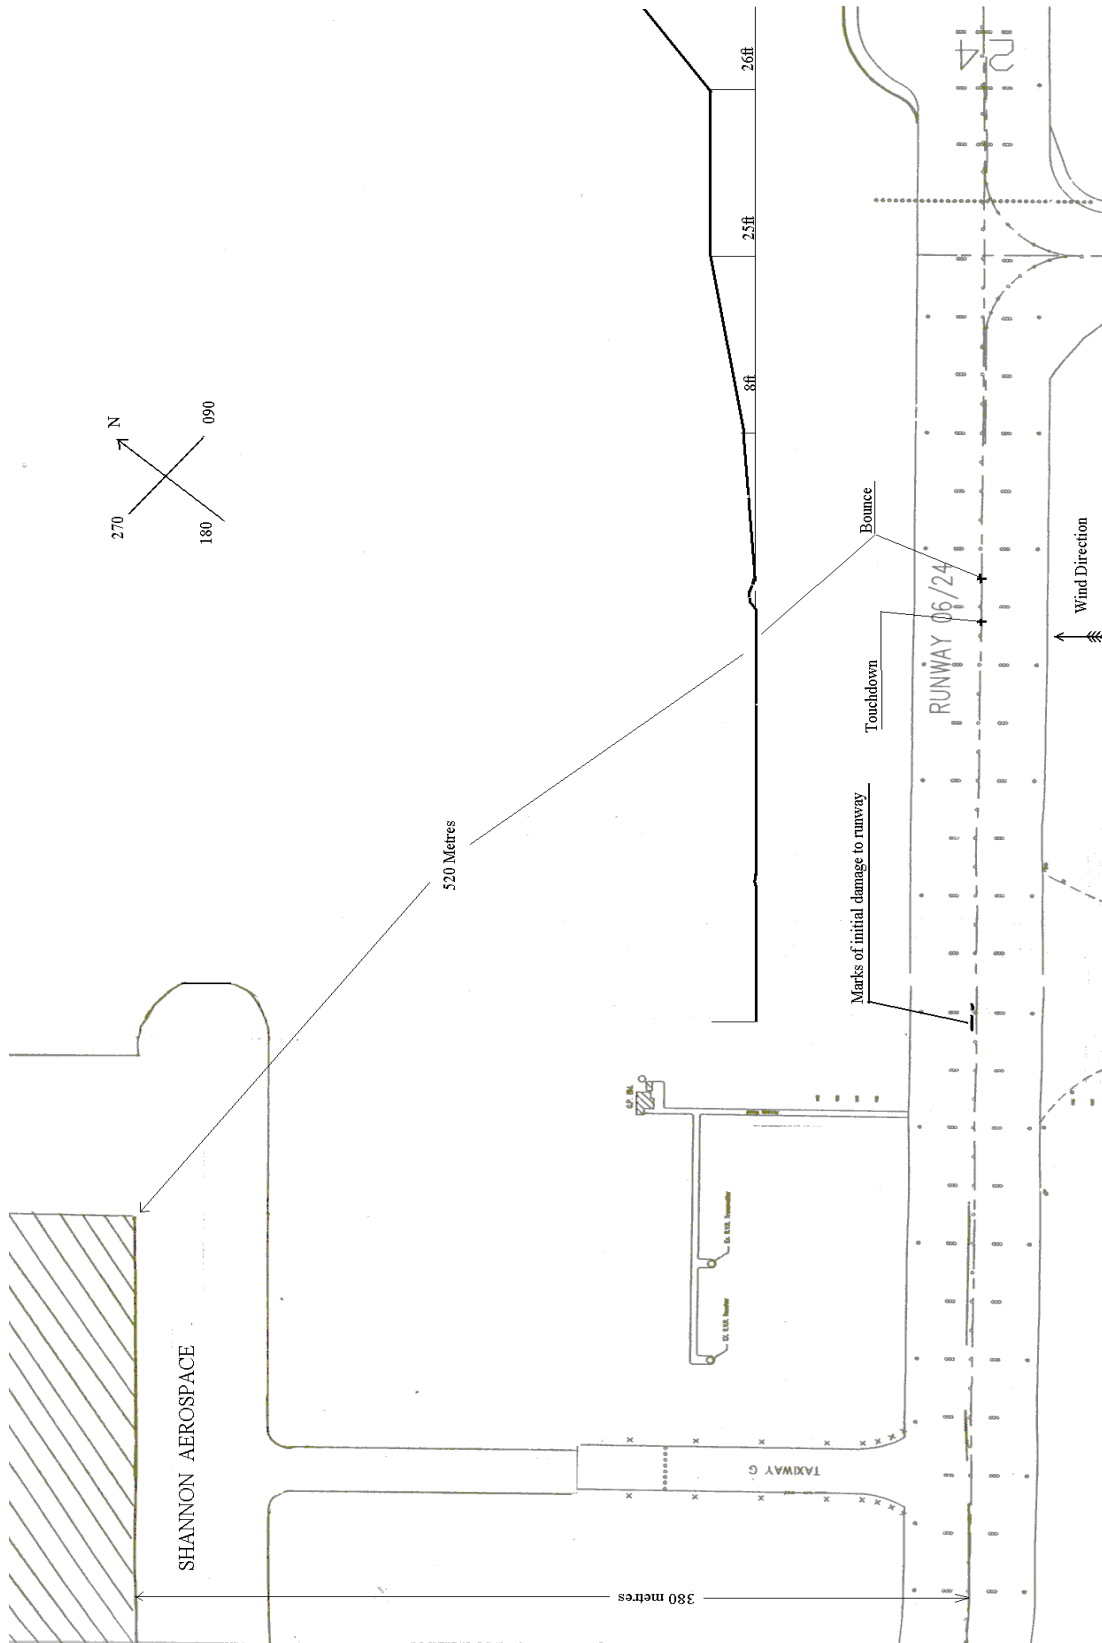 24
26ft
25ft
8ft
N
090
270
180
Bounce
RUNWAY 06/24
Wind Direction
Touchdown
Marks of initial damage to runway
520 Metres
SHANNON AEROSPACE
TAXIWAY G
380 metres